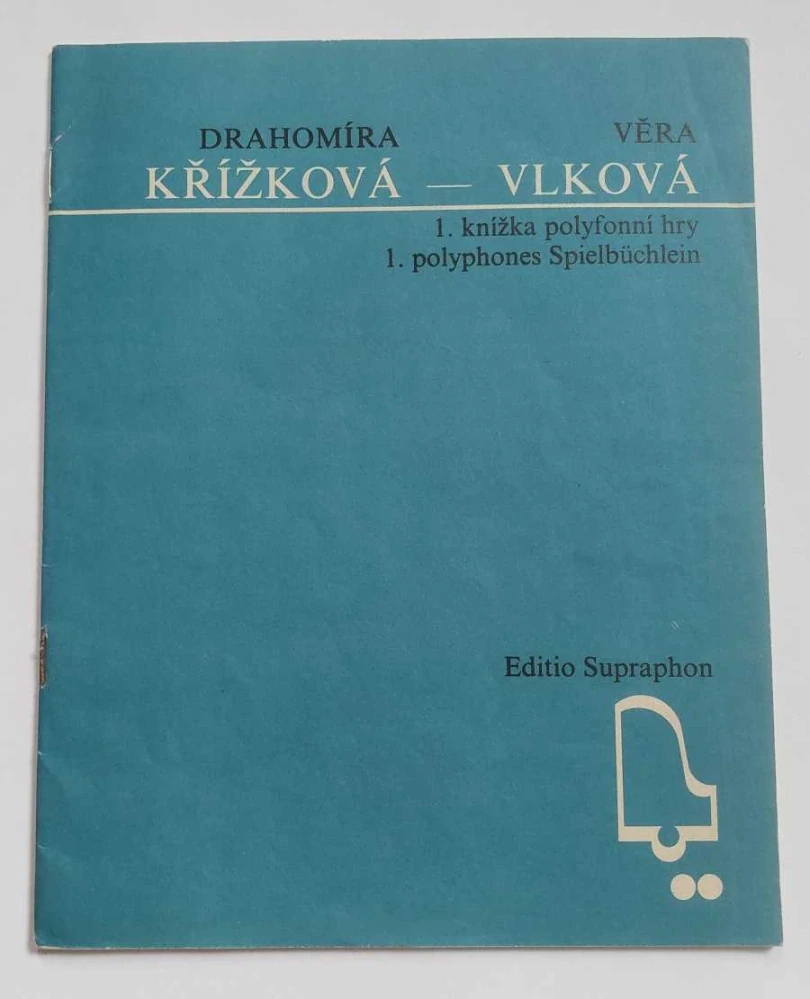 DRAHOMÍRA VĚRA
KŘÍŽKOVÁ — VLKOVÁ
1. knížka polyfonní hry
1. polyphones Spielbüchlein
Editio Supraphon